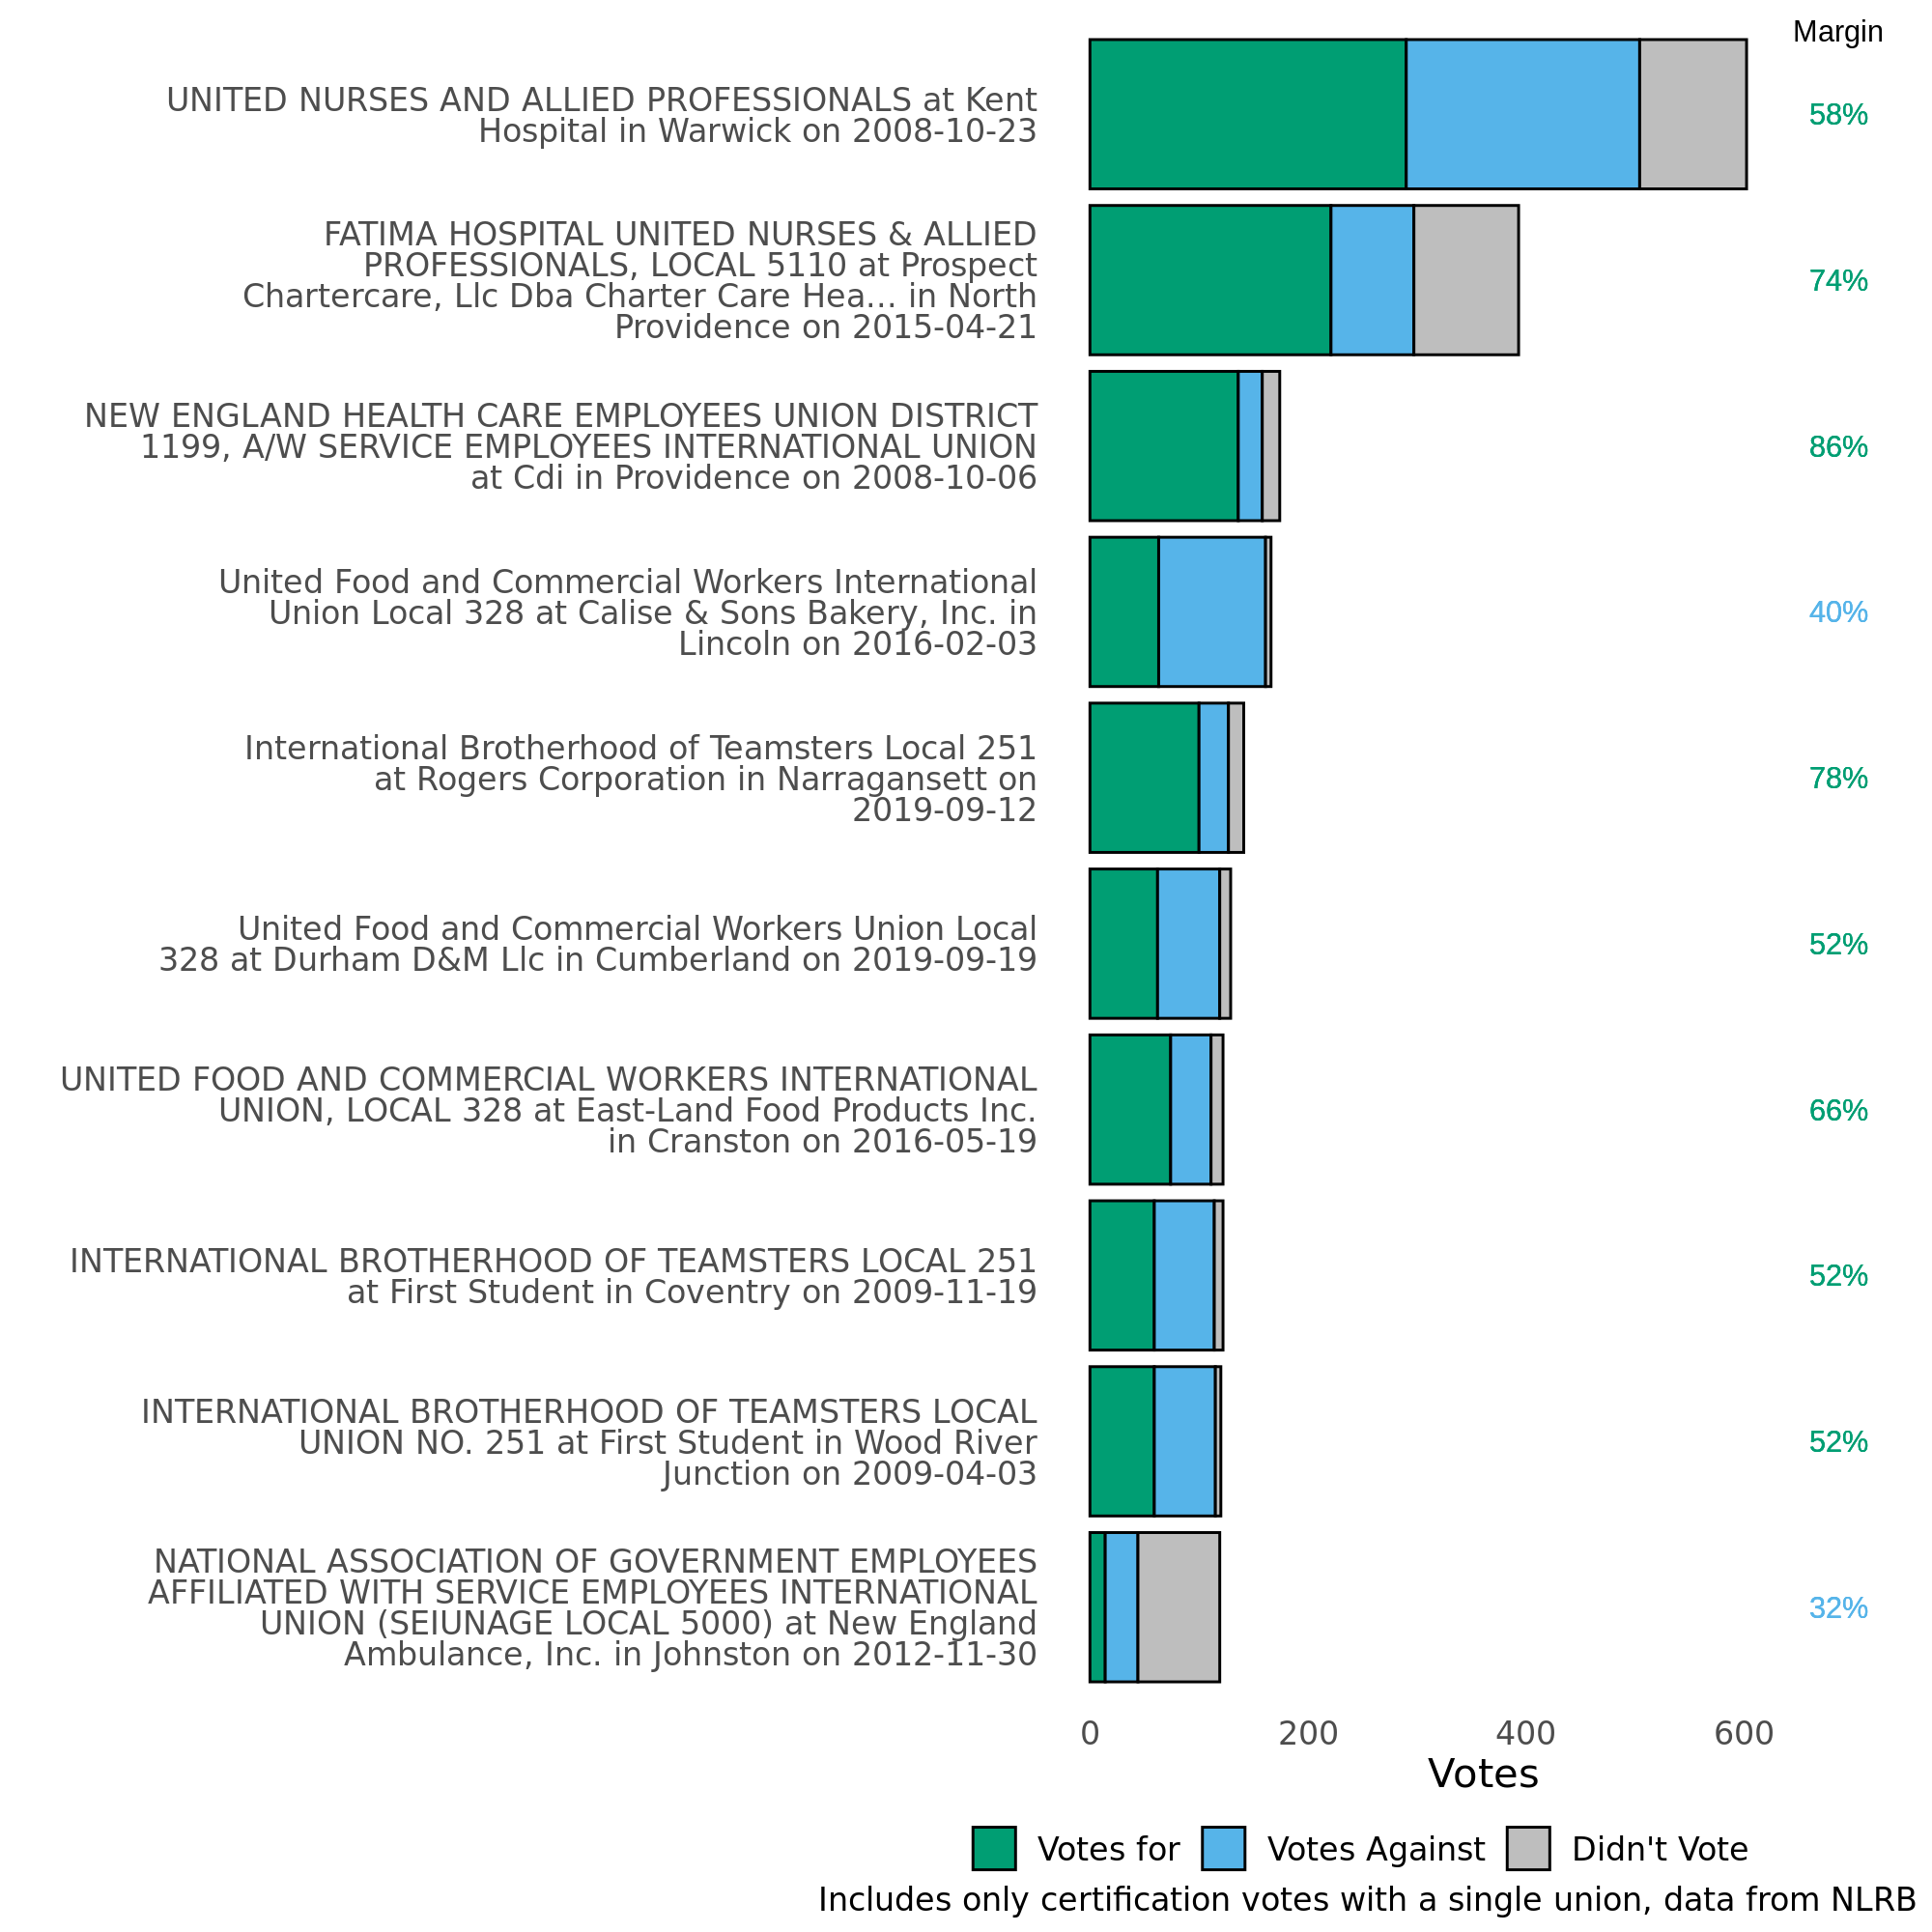 Margin
UNITED NURSES AND ALLIED PROFESSIONALS at Kent
Hospital in Warwick on 2008-10-23
58%
FATIMA HOSPITAL UNITED NURSES & ALLIED
PROFESSIONALS, LOCAL 5110 at Prospect
Chartercare, Llc Dba Charter Care Hea... in North
Providence on 2015-04-21
74%
NEW ENGLAND HEALTH CARE EMPLOYEES UNION DISTRICT
1199, A/W SERVICE EMPLOYEES INTERNATIONAL UNION
at Cdi in Providence on 2008-10-06
86%
United Food and Commercial Workers International
Union Local 328 at Calise & Sons Bakery, Inc. in
Lincoln on 2016-02-03
40%
International Brotherhood of Teamsters Local 251
at Rogers Corporation in Narragansett on
2019-09-12
78%
United Food and Commercial Workers Union Local
328 at Durham D&M Llc in Cumberland on 2019-09-19
52%
UNITED FOOD AND COMMERCIAL WORKERS INTERNATIONAL
UNION, LOCAL 328 at East-Land Food Products Inc.
in Cranston on 2016-05-19
66%
INTERNATIONAL BROTHERHOOD OF TEAMSTERS LOCAL 251
at First Student in Coventry on 2009-11-19
52%
INTERNATIONAL BROTHERHOOD OF TEAMSTERS LOCAL
UNION NO. 251 at First Student in Wood River
Junction on 2009-04-03
52%
NATIONAL ASSOCIATION OF GOVERNMENT EMPLOYEES
AFFILIATED WITH SERVICE EMPLOYEES INTERNATIONAL
UNION (SEIUNAGE LOCAL 5000) at New England
Ambulance, Inc. in Johnston on 2012-11-30
32%
0 200 400 600
Votes
Votes for Votes Against Didn't Vote
Includes only certification votes with a single union, data from NLRB